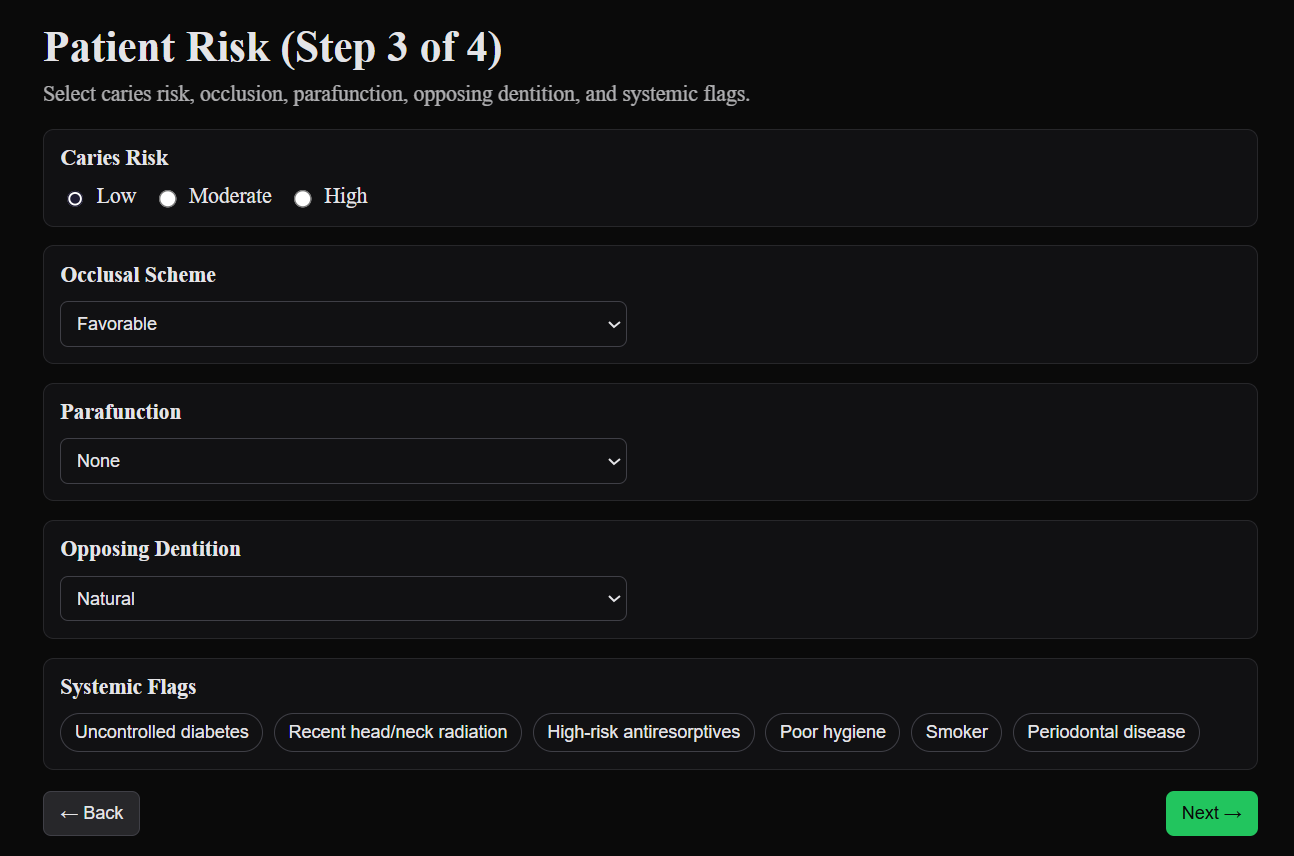 Patient Risk (Step 3 of 4)
Select caries risk, occlusion, parafunction, opposing dentition, and systemic flags.
Caries Risk
Low Moderate High
Occlusal Scheme
Favorable
Parafunction
None
Opposing Dentition
Natural
Systemic Flags
Uncontrolled diabetes Recent head/neck radiation High-risk antiresorptives Poor hygiene Smoker Periodontal disease
← Back Next →